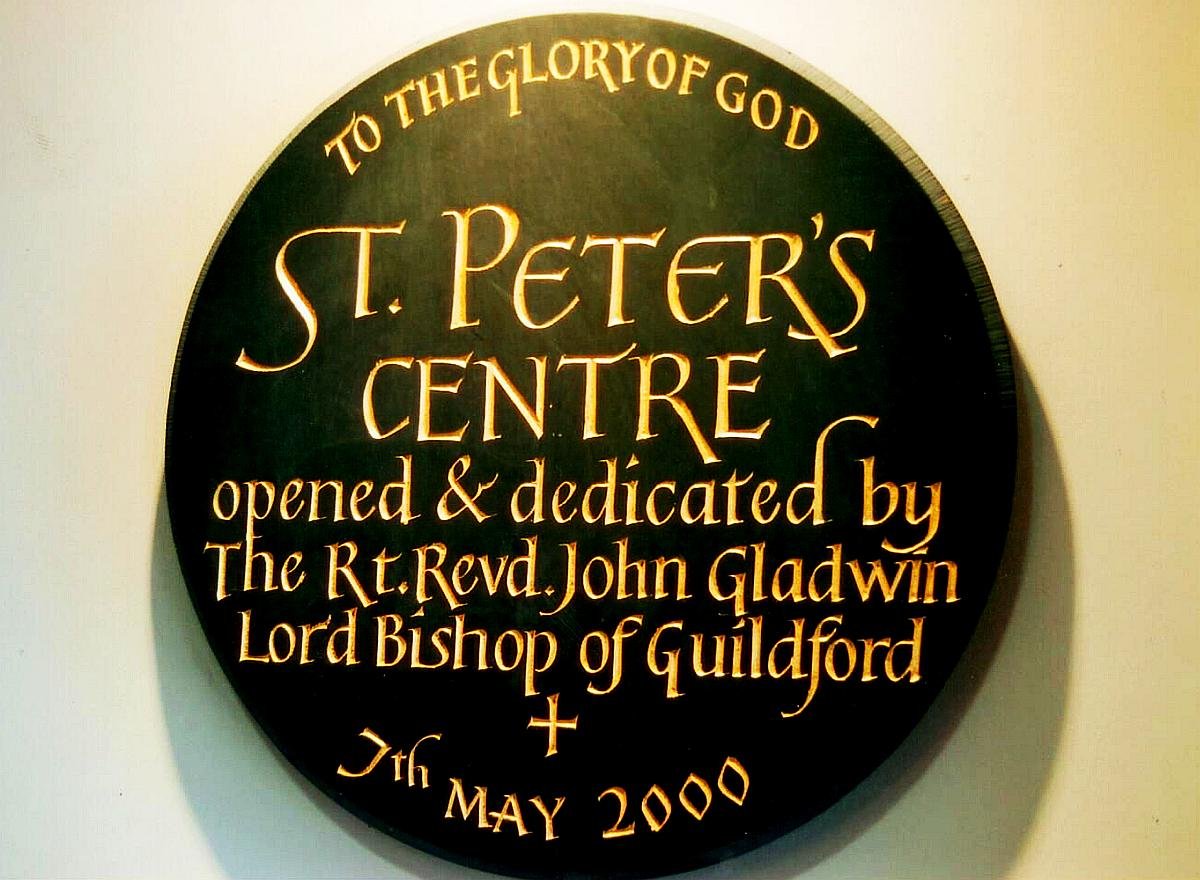 TO THE GLORY OF GOD
ST. PETER'S
CENTRE
opened & dedicated by
The Rt. Revd. John Gladwin
Lord Bishop of Guildford
+
7th MAY 2000